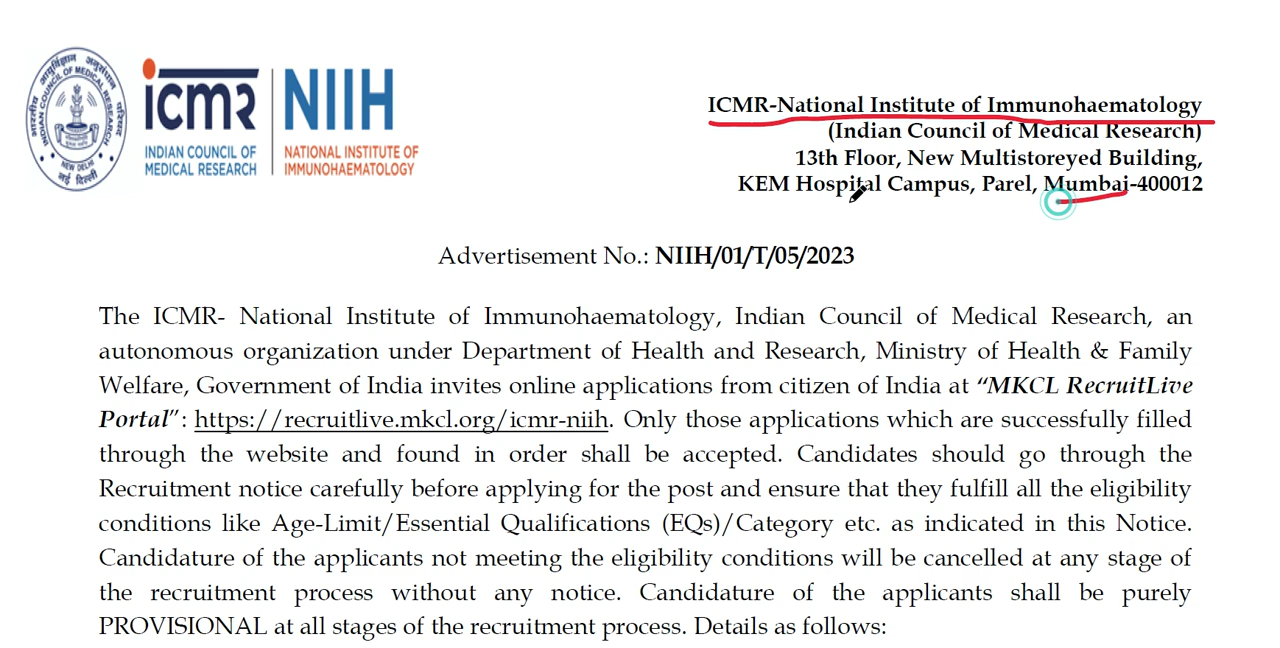 icmr
INDIAN COUNCIL OF
MEDICAL RESEARCH
NIIH
NATIONAL INSTITUTE OF
IMMUNOHAEMATOLOGY
INDIAN COUNCIL OF MEDICAL RESEARCH
NEW DELHI
नई दिल्ली
ICMR-National Institute of Immunohaematology
(Indian Council of Medical Research)
13th Floor, New Multistoreyed Building,
KEM Hospital Campus, Parel, Mumbai-400012
Advertisement No.: NIIH/01/T/05/2023
The ICMR- National Institute of Immunohaematology, Indian Council of Medical Research, an
autonomous organization under Department of Health and Research, Ministry of Health & Family
Welfare, Government of India invites online applications from citizen of India at “MKCL RecruitLive
Portal”: https://recruitlive.mkcl.org/icmr-niih. Only those applications which are successfully filled
through the website and found in order shall be accepted. Candidates should go through the
Recruitment notice carefully before applying for the post and ensure that they fulfill all the eligibility
conditions like Age-Limit/Essential Qualifications (EQs)/Category etc. as indicated in this Notice.
Candidature of the applicants not meeting the eligibility conditions will be cancelled at any stage of
the recruitment process without any notice. Candidature of the applicants shall be purely
PROVISIONAL at all stages of the recruitment process. Details as follows: